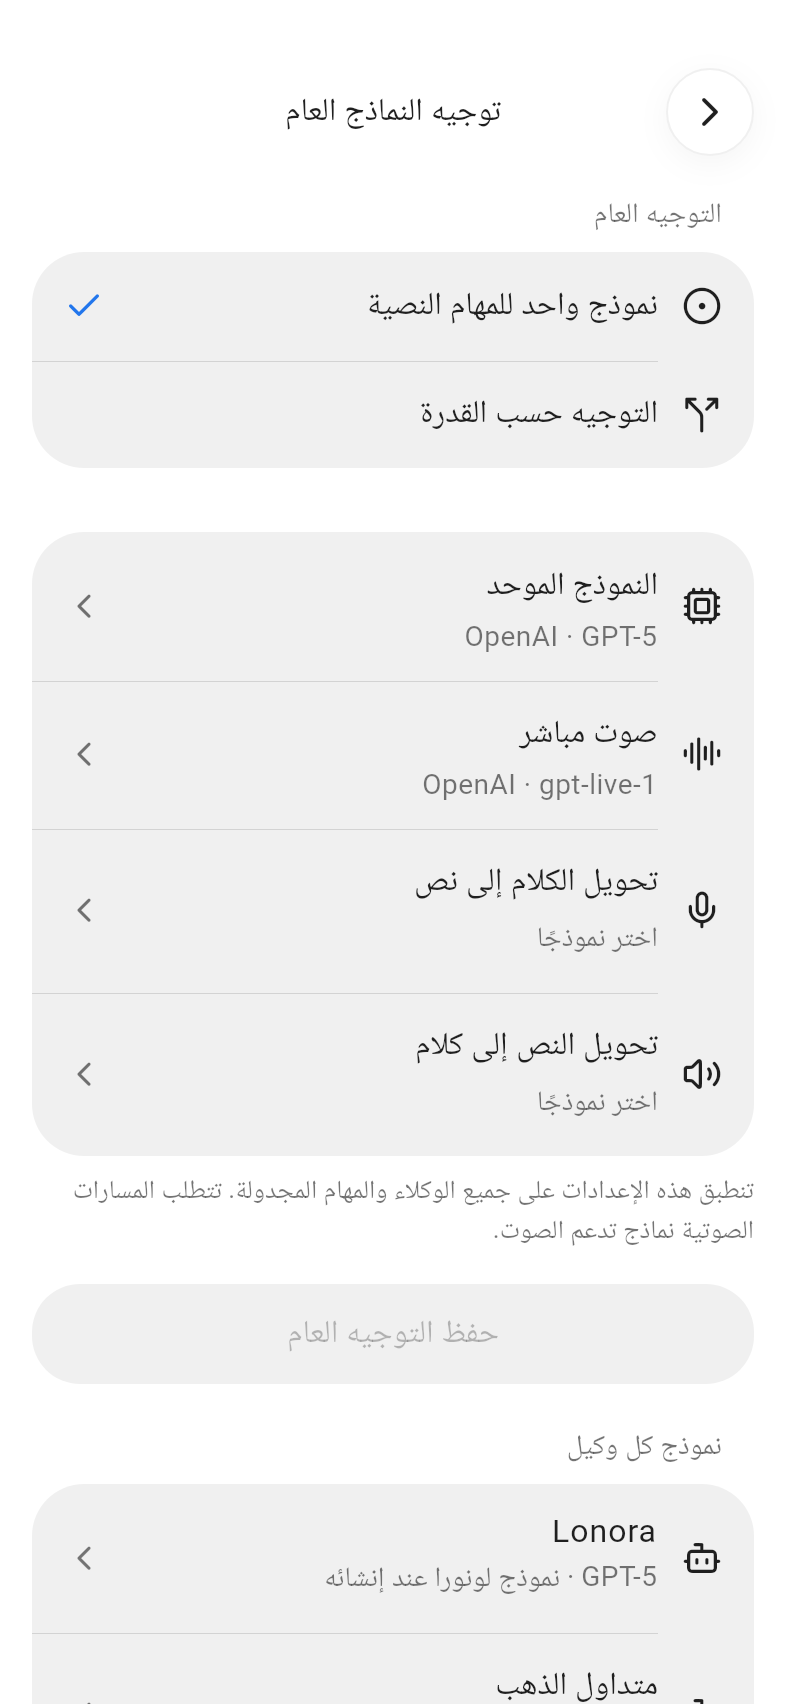 توجيه النماذج العام
التوجيه العام
نموذج واحد للمهام النصية
التوجيه حسب القدرة
النموذج الموحد
OpenAI · GPT-5
صوت مباشر
OpenAI · gpt-live-1
تحويل الكلام إلى نص
اختر نموذجًا
تحويل النص إلى كلام
اختر نموذجًا
تنطبق هذه الإعدادات على جميع الوكلاء والمهام المجدولة. تتطلب المسارات
الصوتية نماذج تدعم الصوت.
حفظ التوجيه العام
نموذج كل وكيل
Lonora
GPT-5 · نموذج لونورا عند إنشائه
متداول الذهب